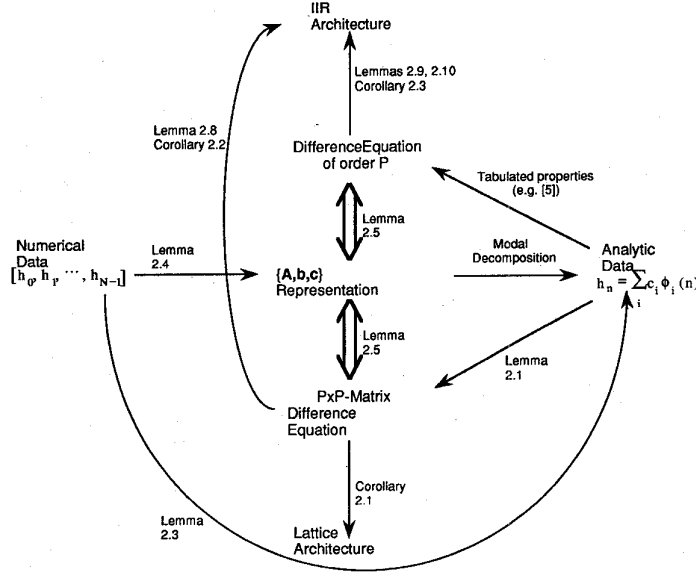 IIR
Architecture
Lemmas 2.9, 2.10
Corollary 2.3
Lemma 2.8
Corollary 2.2
DifferenceEquation
of order P
Tabulated properties
(e.g. [5])
Lemma
2.5
Numerical
Data
[h₀, h₁, ⋯, h_N-1]
Lemma
2.4
{A,b,c}
Representation
Modal
Decomposition
Analytic
Data
hₙ = ∑ cᵢ ϕᵢ (n)
i
Lemma
2.5
Lemma
2.1
PxP-Matrix
Difference
Equation
Corollary
2.1
Lemma
2.3
Lattice
Architecture